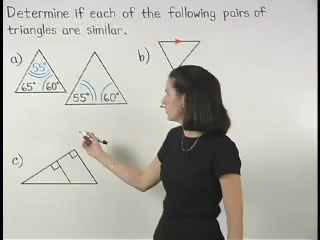 Determine if each of the following pairs of
triangles are similar.
a)
b)
55°
65° 60°
55° 60°
c)